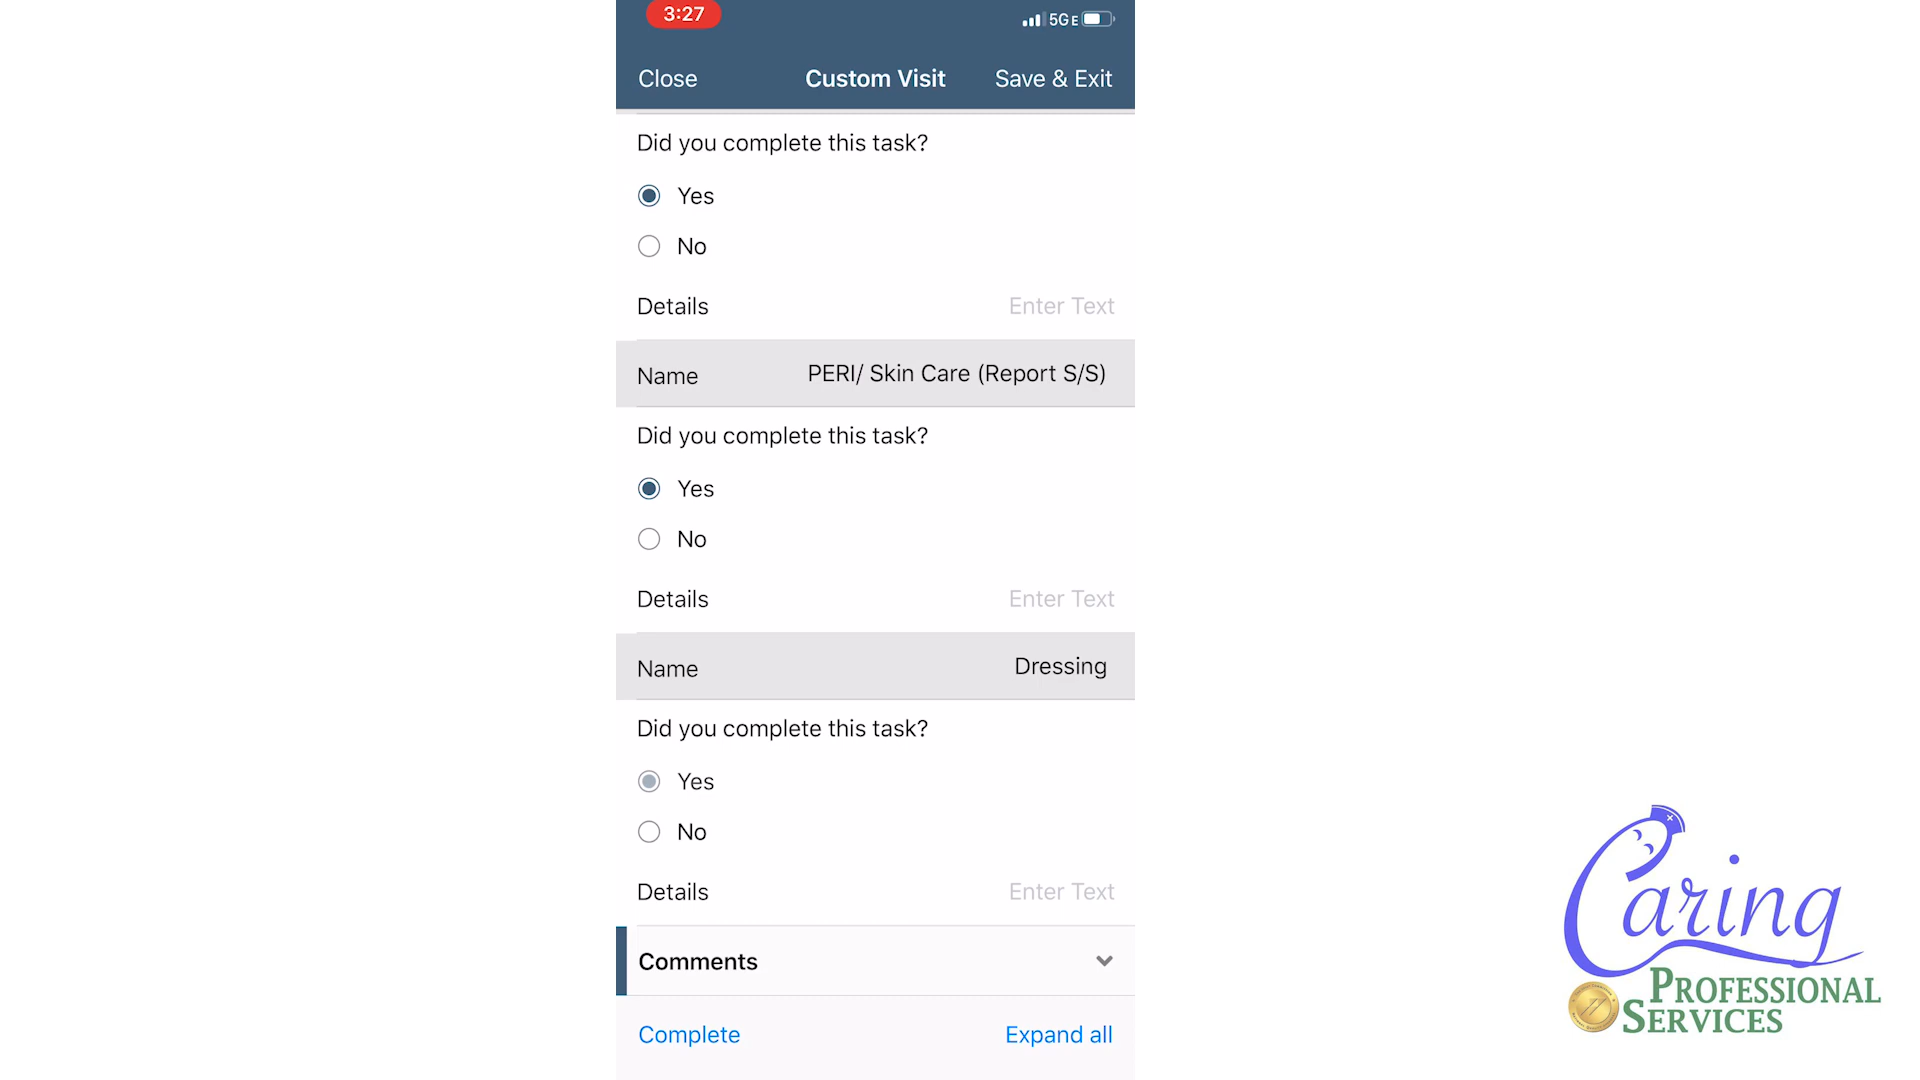 3:27
5GE
Close Custom Visit Save & Exit
Did you complete this task?
Yes
No
Details Enter Text
Name PERI/ Skin Care (Report S/S)
Did you complete this task?
Yes
No
Details Enter Text
Name Dressing
Did you complete this task?
Yes
No
Details Enter Text
Comments
Complete Expand all
Caring
PROFESSIONAL
SERVICES